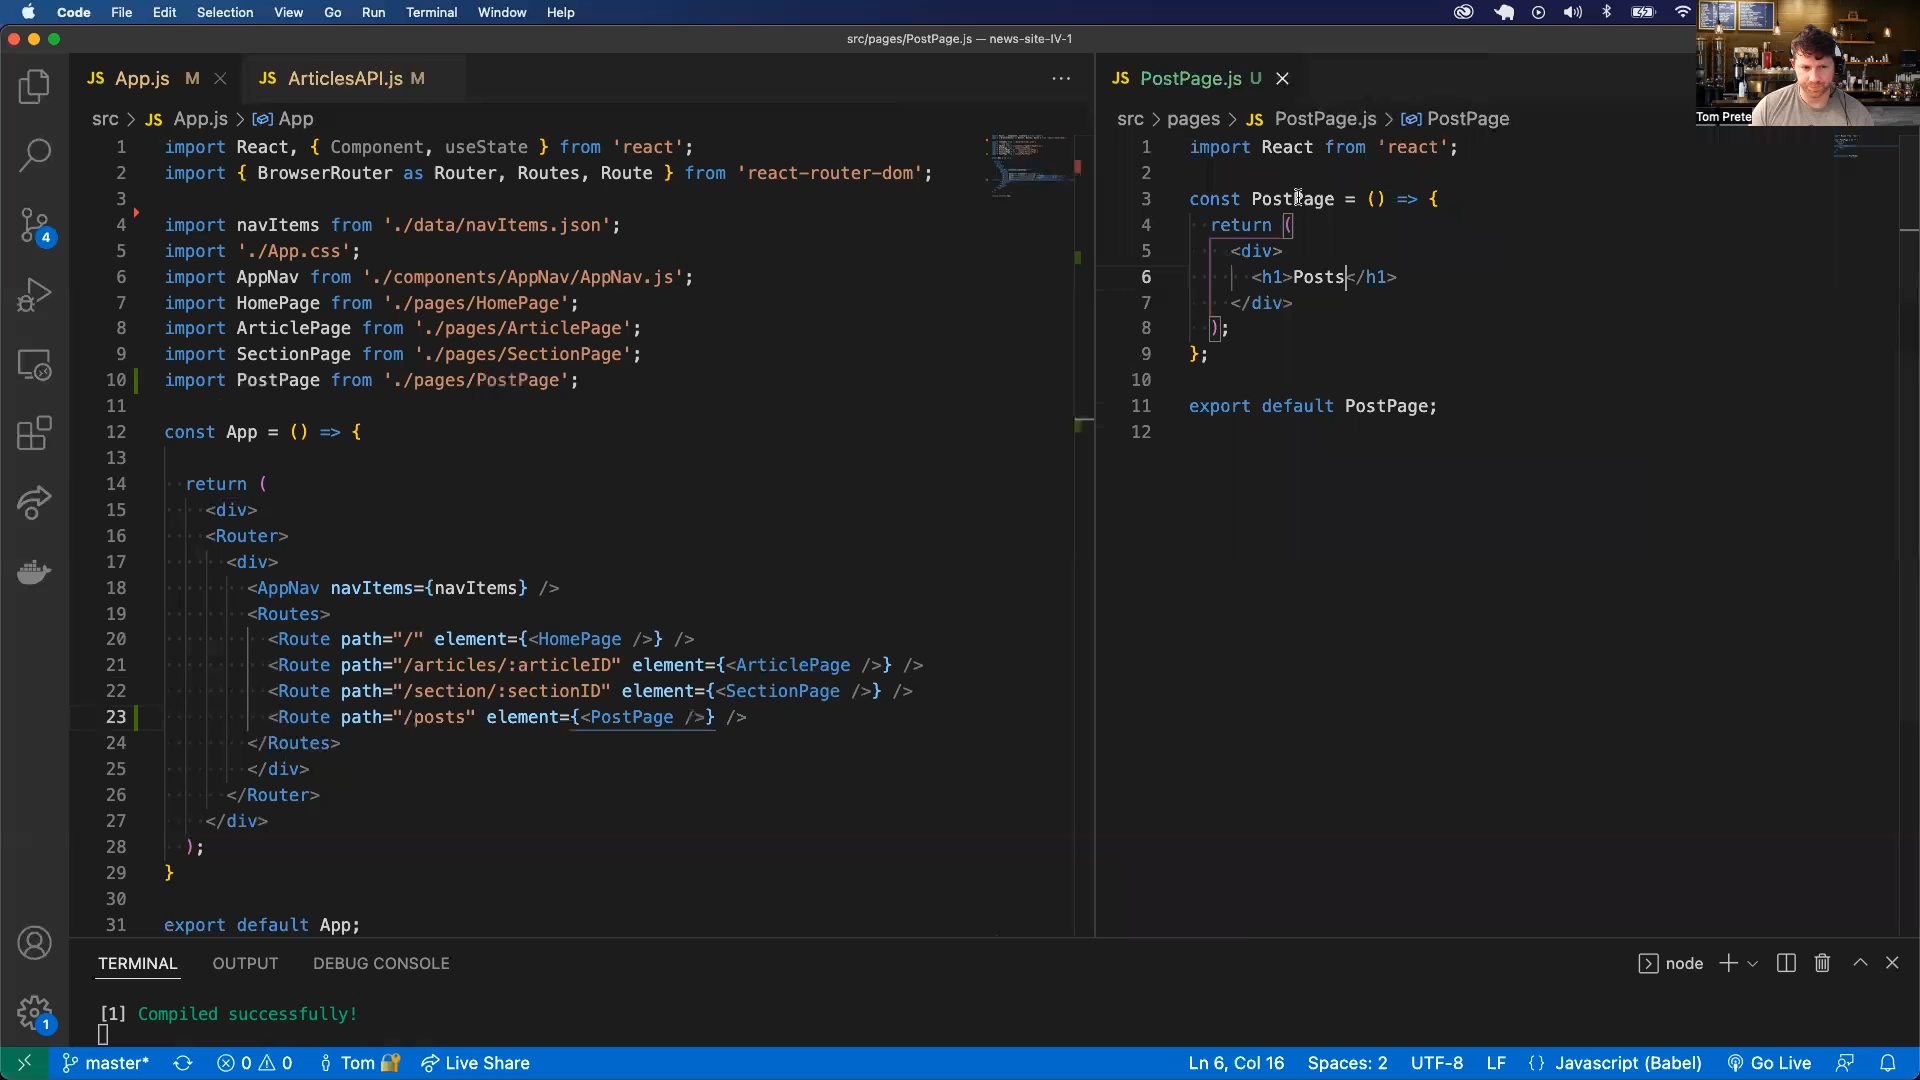 Code File Edit Selection View Go Run Terminal Window Help
src/pages/PostPage.js — news-site-IV-1
JS App.js M
JS ArticlesAPI.js M
src > JS App.js > App
1 import React, { Component, useState } from 'react';
2 import { BrowserRouter as Router, Routes, Route } from 'react-router-dom';
3
4 import navItems from './data/navItems.json';
5 import './App.css';
6 import AppNav from './components/AppNav/AppNav.js';
7 import HomePage from './pages/HomePage';
8 import ArticlePage from './pages/ArticlePage';
9 import SectionPage from './pages/SectionPage';
10 import PostPage from './pages/PostPage';
11
12 const App = () => {
13
14 return (
15 <div>
16 <Router>
17 <div>
18 <AppNav navItems={navItems} />
19 <Routes>
20 <Route path="/" element={<HomePage />} />
21 <Route path="/articles/:articleID" element={<ArticlePage />} />
22 <Route path="/section/:sectionID" element={<SectionPage />} />
23 <Route path="/posts" element={<PostPage />} />
24 </Routes>
25 </div>
26 </Router>
27 </div>
28 );
29 }
30
31 export default App;
JS PostPage.js U
src > pages > JS PostPage.js > PostPage
1 import React from 'react';
2
3 const PostPage = () => {
4 return (
5 <div>
6 <h1>Posts</h1>
7 </div>
8 );
9 };
10
11 export default PostPage;
12
Tom Prete
4
1
TERMINAL OUTPUT DEBUG CONSOLE
node
[1] Compiled successfully!
master* 0 0 Tom Live Share
Ln 6, Col 16 Spaces: 2 UTF-8 LF {} Javascript (Babel) Go Live